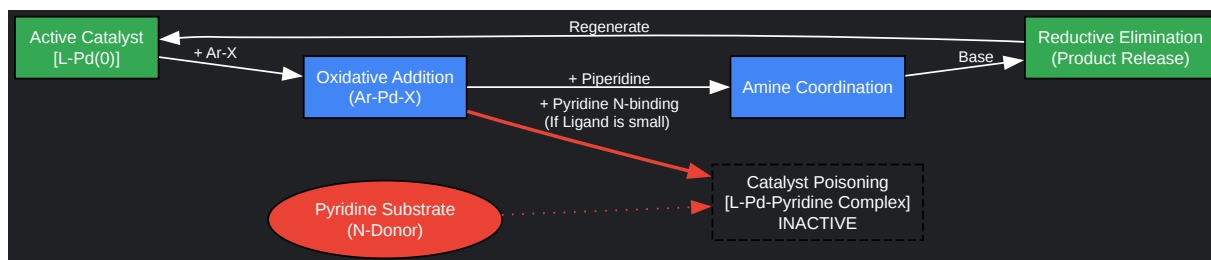 Active Catalyst
[L-Pd(0)]
+ Ar-X
Oxidative Addition
(Ar-Pd-X)
Regenerate
+ Piperidine
+ Pyridine N-binding
(If Ligand is small)
Amine Coordination
Base
Reductive Elimination
(Product Release)
Pyridine Substrate
(N-Donor)
Catalyst Poisoning
[L-Pd-Pyridine Complex]
INACTIVE